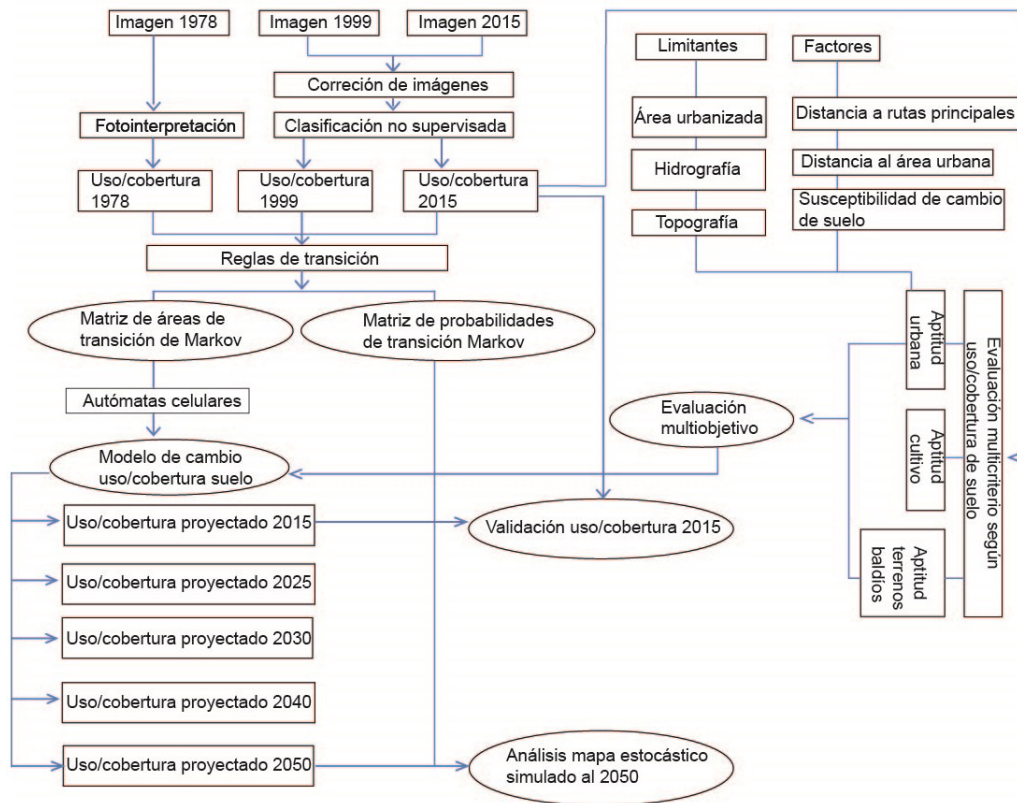 Imagen 1978
Imagen 1999
Imagen 2015
Correción de imágenes
Fotointerpretación
Clasificación no supervisada
Uso/cobertura
1978
Uso/cobertura
1999
Uso/cobertura
2015
Reglas de transición
Matriz de áreas de
transición de Markov
Matriz de probabilidades
de transición Markov
Autómatas celulares
Modelo de cambio
uso/cobertura suelo
Uso/cobertura proyectado 2015
Uso/cobertura proyectado 2025
Uso/cobertura proyectado 2030
Uso/cobertura proyectado 2040
Uso/cobertura proyectado 2050
Limitantes
Factores
Área urbanizada
Distancia a rutas principales
Hidrografía
Distancia al área urbana
Topografía
Susceptibilidad de cambio
de suelo
Aptitud
urbana
Aptitud
cultivo
Aptitud
terrenos
baldíos
Evaluación multicriterio según
uso/cobertura de suelo
Evaluación
multiobjetivo
Validación uso/cobertura 2015
Análisis mapa estocástico
simulado al 2050